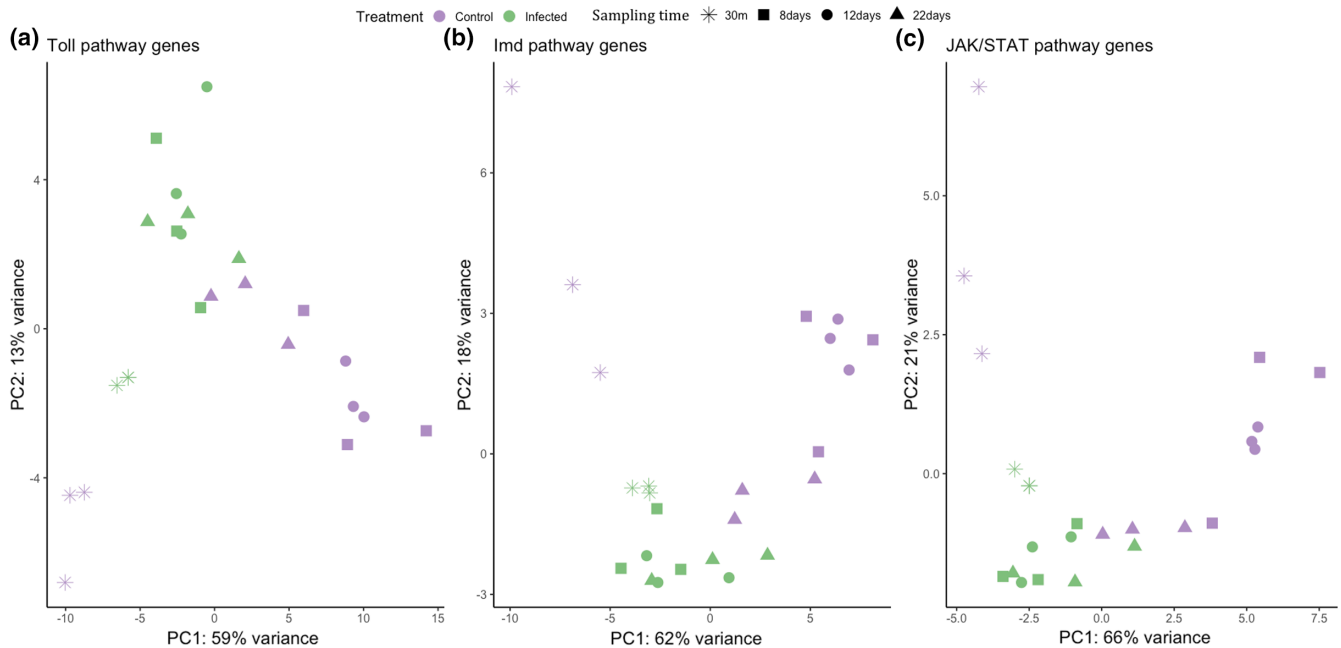 Treatment Control Infected Sampling time 30m 8days 12days 22days
(a) Toll pathway genes
4
0
-4
-10 -5 0 5 10 15
PC1: 59% variance
PC2: 13% variance
(b) Imd pathway genes
6
3
0
-3
-10 -5 0 5
PC1: 62% variance
PC2: 18% variance
(c) JAK/STAT pathway genes
5.0
2.5
0.0
-5.0 -2.5 0.0 2.5 5.0 7.5
PC1: 66% variance
PC2: 21% variance